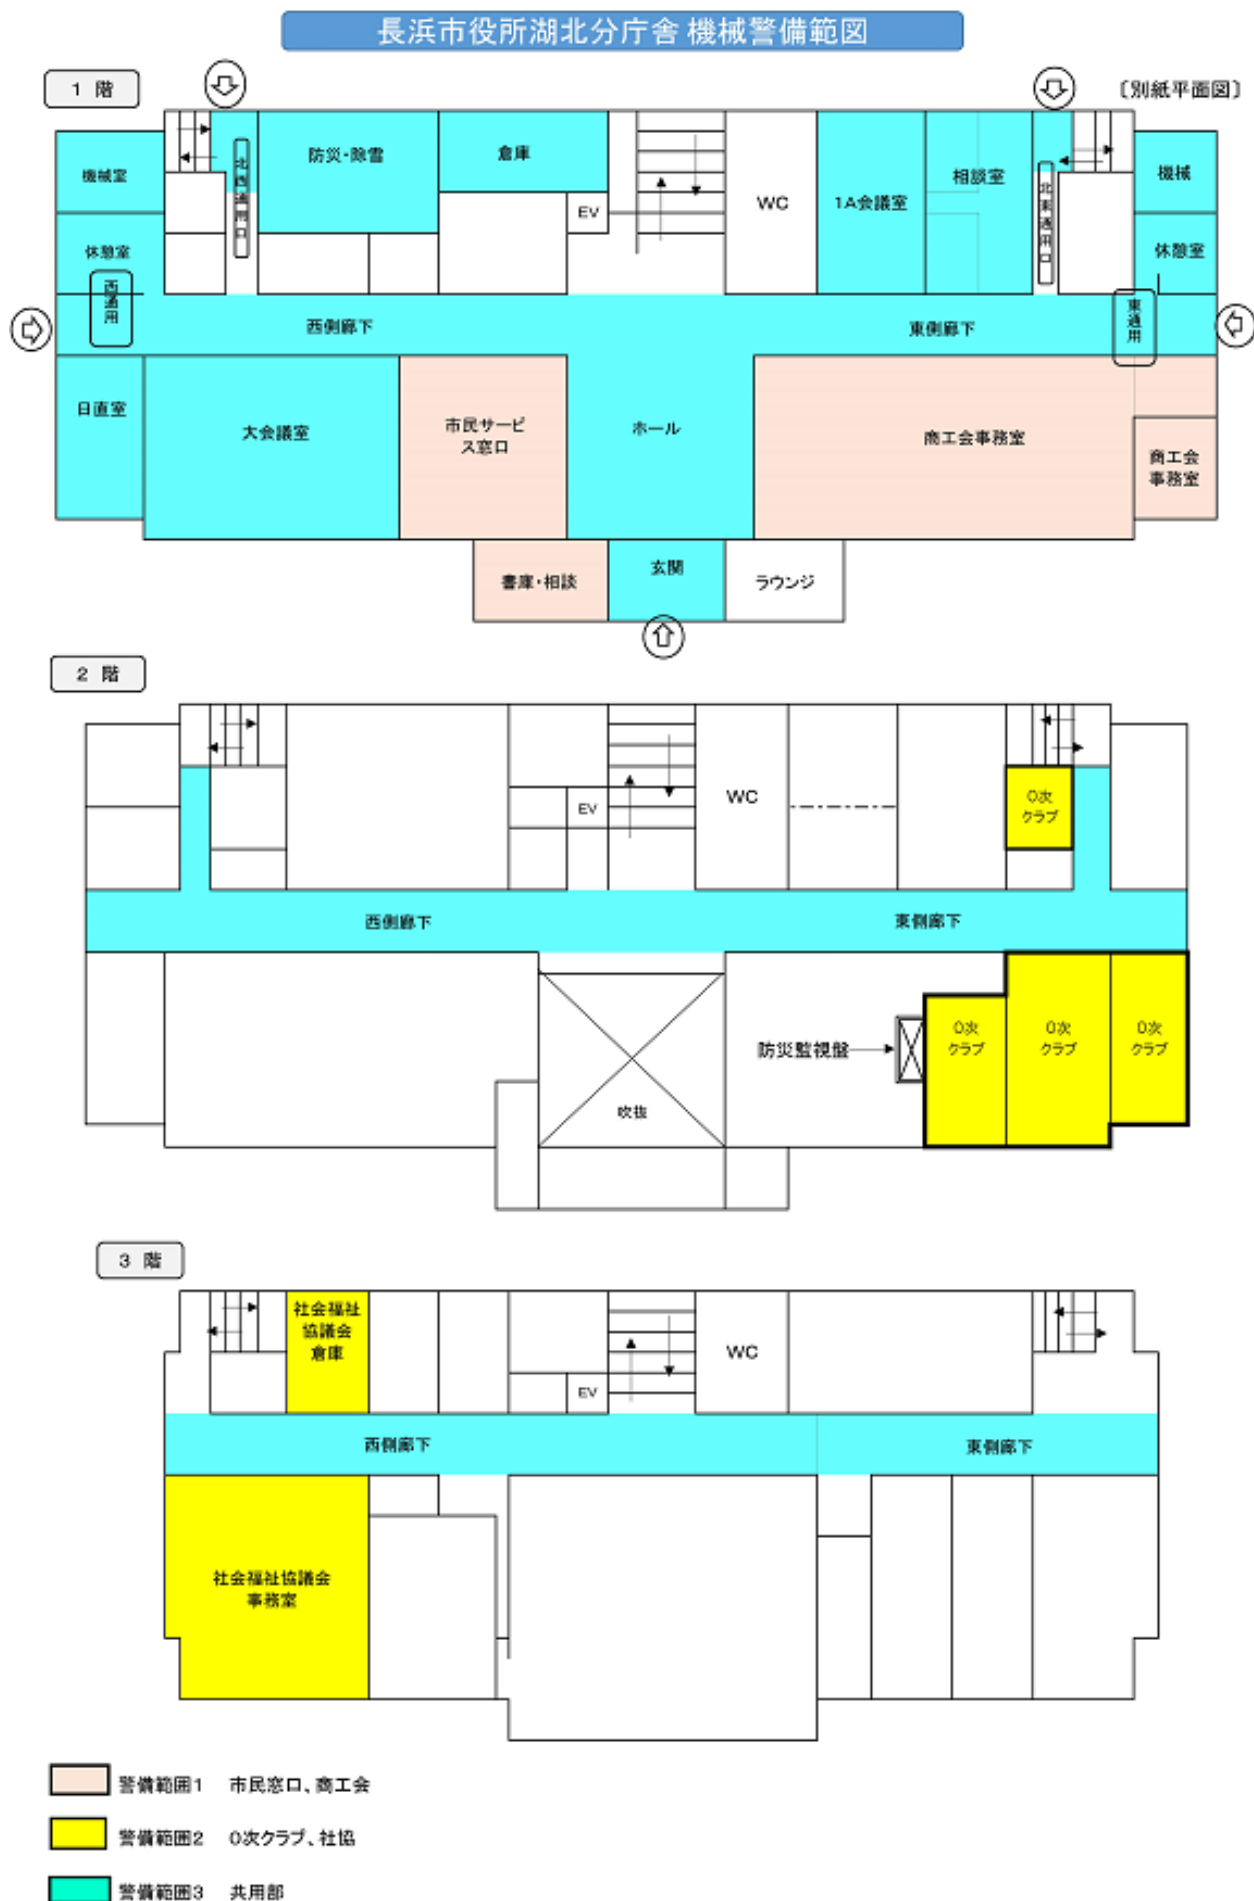 長浜市役所湖北分庁舎 機械警備範図
1 階
〔別紙平面図〕
機械室
北西通用口
防災・除雪
倉庫
EV
WC
1A会議室
相談室
北東通用口
機械
休憩室
休憩室
西通用
西側廊下
東側廊下
東通用
日直室
大会議室
市民サービ
ス窓口
ホール
商工会事務室
商工会
事務室
書庫・相談
玄関
ラウンジ
2 階
EV
WC
0次
クラブ
西側廊下
東側廊下
防災監視盤
0次
クラブ
0次
クラブ
0次
クラブ
吹抜
3 階
社会福祉
協議会
倉庫
EV
WC
西側廊下
東側廊下
社会福祉協議会
事務室
警備範囲1 市民窓口、商工会
警備範囲2 0次クラブ、社協
警備範囲3 共用部